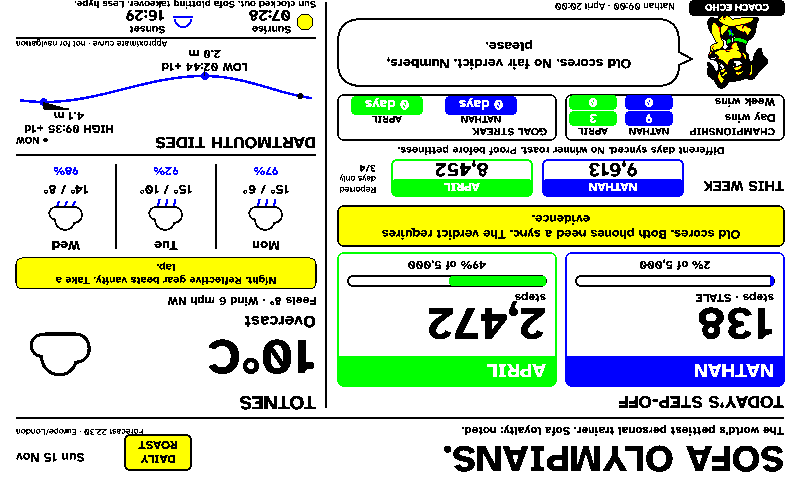 SOFA OLYMPIANS.
The world's pettiest personal trainer. Sofa loyalty: noted.
DAILY
ROAST
Sun 15 Nov
Forecast 22:30 · Europe/London
TODAY'S STEP-OFF
NATHAN
138
steps · STALE
2% of 5,000
APRIL
2,472
steps
49% of 5,000
Old scores. Both phones need a sync. The verdict requires
evidence.
THIS WEEK
NATHAN
9,613
APRIL
8,452
Reported
days only
3/4
Different days synced. No winner roast. Proof before pettiness.
CHAMPIONSHIP
NATHAN
APRIL
Day wins
9
3
Week wins
0
0
GOAL STREAK
NATHAN
0 days
APRIL
0 days
COACH ECHO
Old scores. No fair verdict. Numbers,
please.
Nathan 09:00 · April 20:00
TOTNES
10°C
Overcast
Feels 8° · Wind 6 mph NW
Night. Reflective gear beats vanity. Take a
lap.
Mon
15° / 6°
97%
Tue
15° / 10°
92%
Wed
14° / 8°
98%
DARTMOUTH TIDES
• NOW
HIGH 09:35 +1d
4.1 m
LOW 02:44 +1d
2.0 m
Approximate curve · not for navigation
Sunrise
07:28
Sunset
16:29
Sun clocked out. Sofa plotting takeover. Less hype.